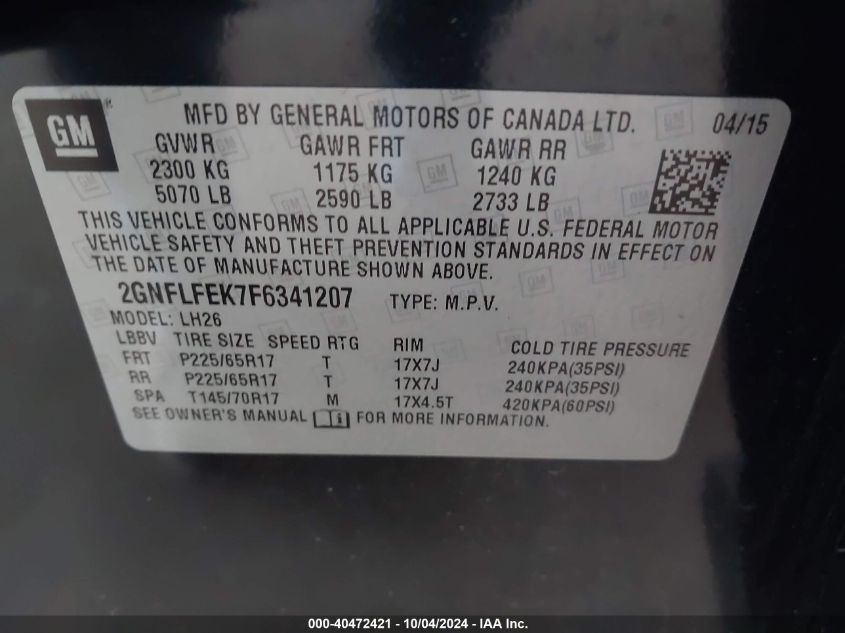 GM ® MFD BY GENERAL MOTORS OF CANADA LTD. 04/15
GVWR GAWR FRT GAWR RR
2300 KG 1175 KG 1240 KG
5070 LB 2590 LB 2733 LB
THIS VEHICLE CONFORMS TO ALL APPLICABLE U.S. FEDERAL MOTOR
VEHICLE SAFETY AND THEFT PREVENTION STANDARDS IN EFFECT ON
THE DATE OF MANUFACTURE SHOWN ABOVE.
2GNFLFEK7F6341207 TYPE: M.P.V.
MODEL: LH26
LBBV TIRE SIZE SPEED RTG RIM COLD TIRE PRESSURE
FRT P225/65R17 T 17X7J 240KPA(35PSI)
RR P225/65R17 T 17X7J 240KPA(35PSI)
SPA T145/70R17 M 17X4.5T 420KPA(60PSI)
SEE OWNER'S MANUAL FOR MORE INFORMATION.
000-40472421 - 10/04/2024 - IAA Inc.